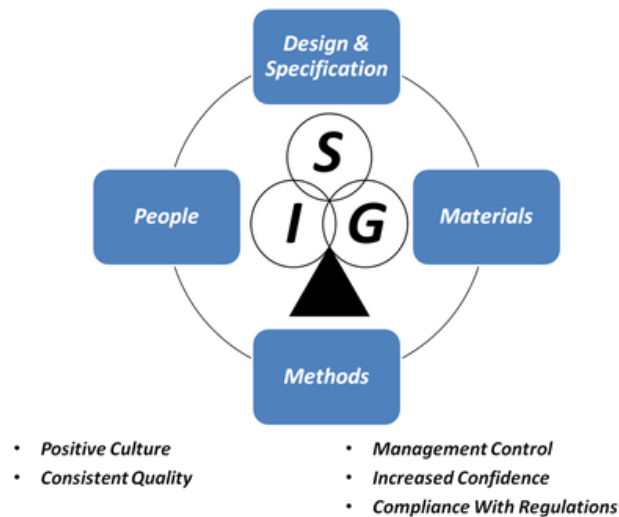 Design &
Specification
S
People
I G
Materials
Methods
• Positive Culture
• Consistent Quality
• Management Control
• Increased Confidence
• Compliance With Regulations